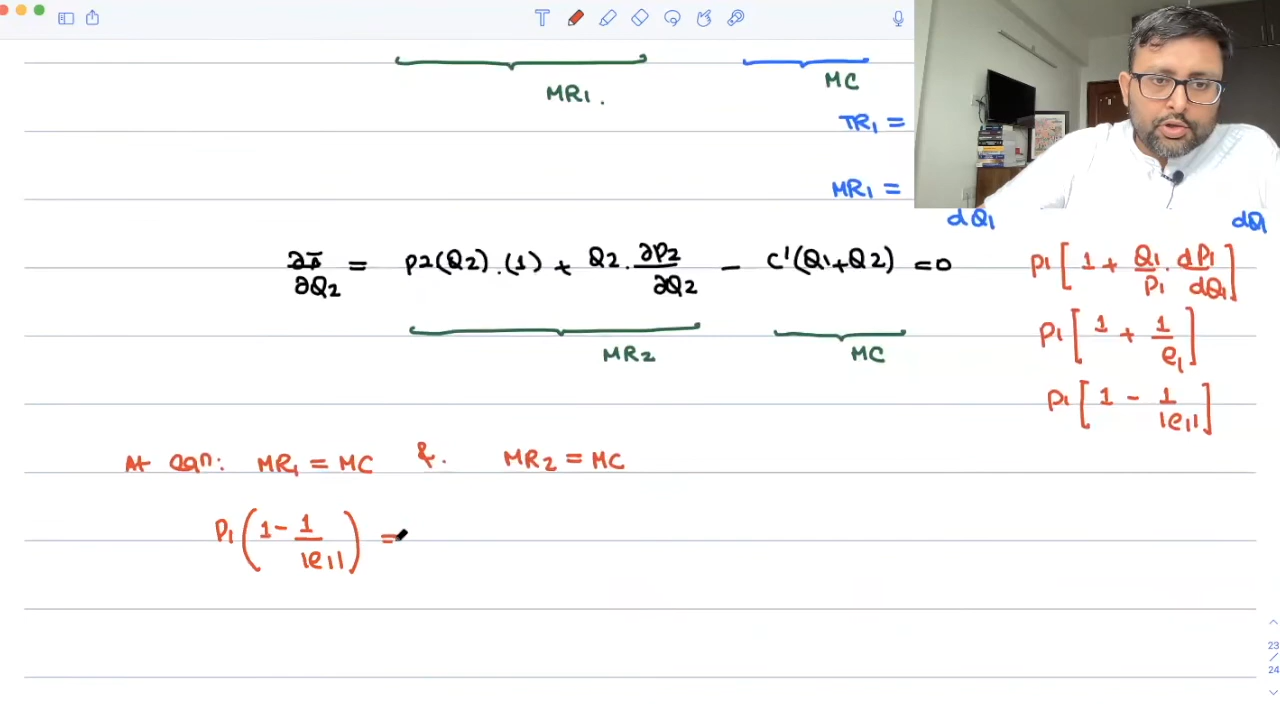 MR1.
MC
TR1 =
MR1 =
dQ1 dQ1
∂π/∂Q2 = P2(Q2).(1) + Q2.∂P2/∂Q2 - C'(Q1+Q2) = 0
MR2
MC
P1[1 + Q1/P1 . dP1/dQ1]
P1[1 + 1/e1]
P1[1 - 1/|e1|]
At eqn: MR1 = MC &. MR2 = MC
P1(1 - 1/|e1|) =
23
/
24